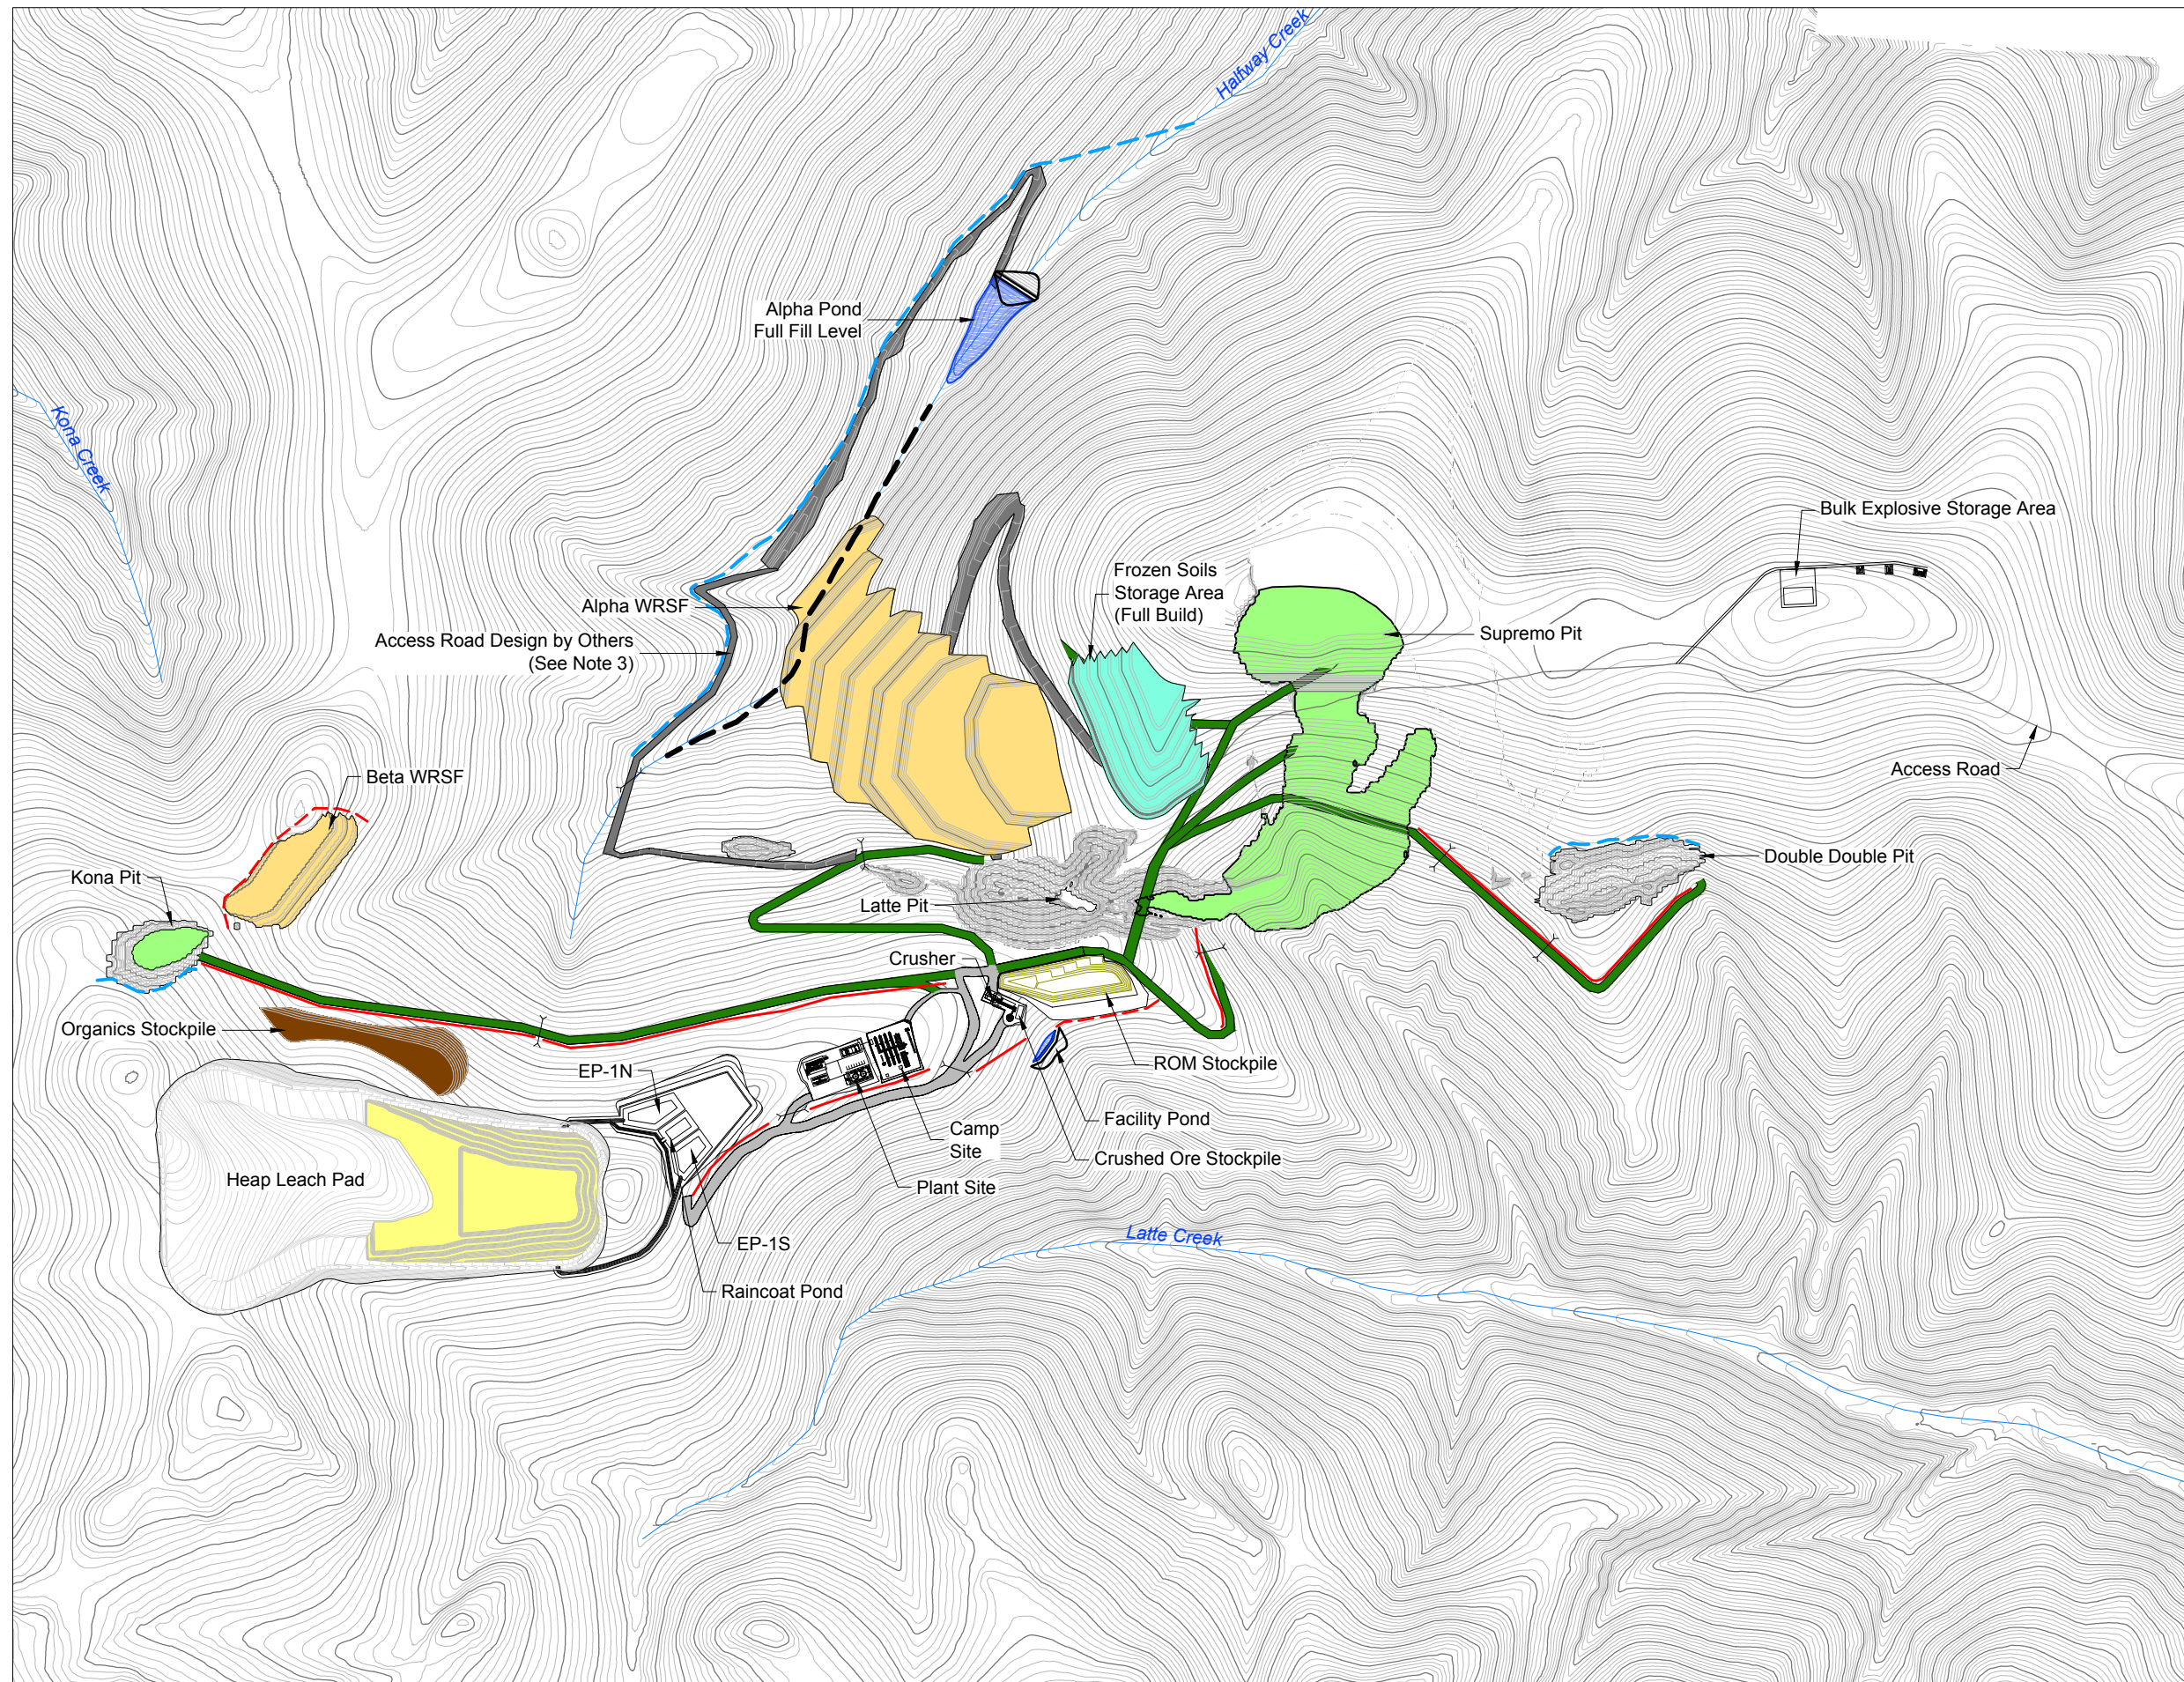 Halfway Creek
Alpha Pond
Full Fill Level
Kona Creek
Bulk Explosive Storage Area
Frozen Soils
Storage Area
(Full Build)
Alpha WRSF
Supremo Pit
Access Road Design by Others
(See Note 3)
Access Road
Beta WRSF
Double Double Pit
Kona Pit
Latte Pit
Crusher
Organics Stockpile
ROM Stockpile
EP-1N
Facility Pond
Camp
Site
Crushed Ore Stockpile
Heap Leach Pad
Plant Site
Latte Creek
EP-1S
Raincoat Pond